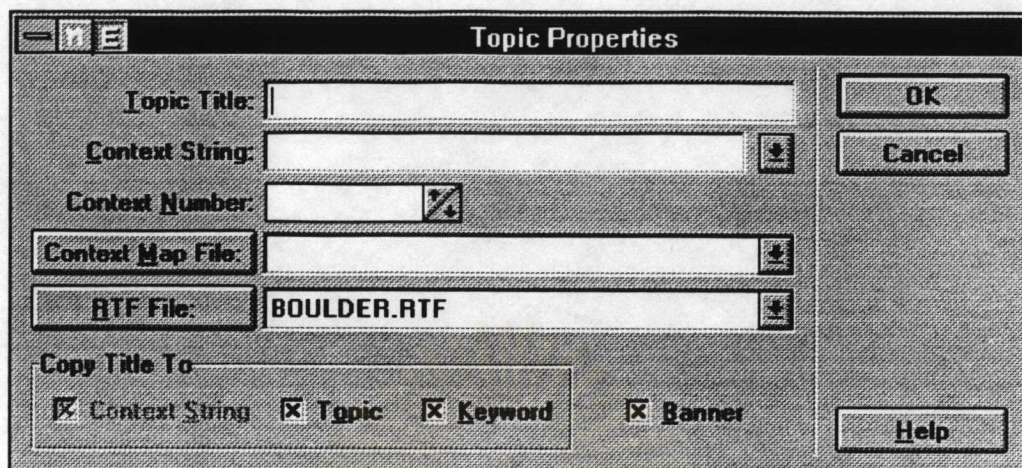 M E Topic Properties
Topic Title:
OK
Context String:
Cancel
Context Number:
Context Map File:
RTF File: BOULDER.RTF
Copy Title To
Context String Topic Keyword Banner
Help